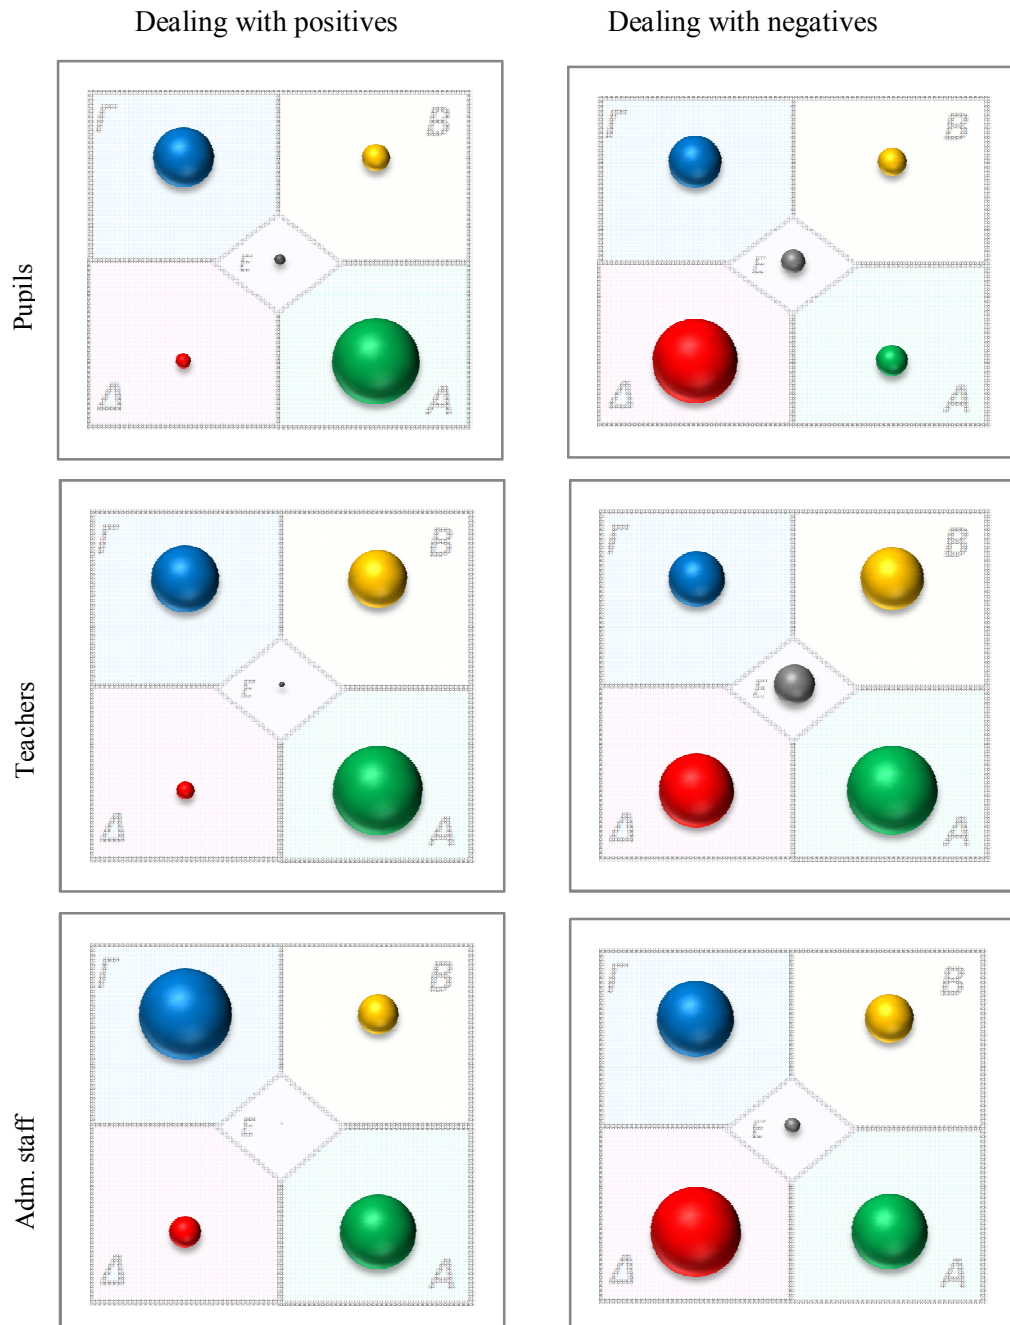 Dealing with positives
Dealing with negatives
Pupils
Γ
B
E
Δ
A
Γ
B
E
Δ
A
Teachers
Γ
B
E
Δ
A
Γ
B
E
Δ
A
Adm. staff
Γ
B
E
Δ
A
Γ
B
E
Δ
A